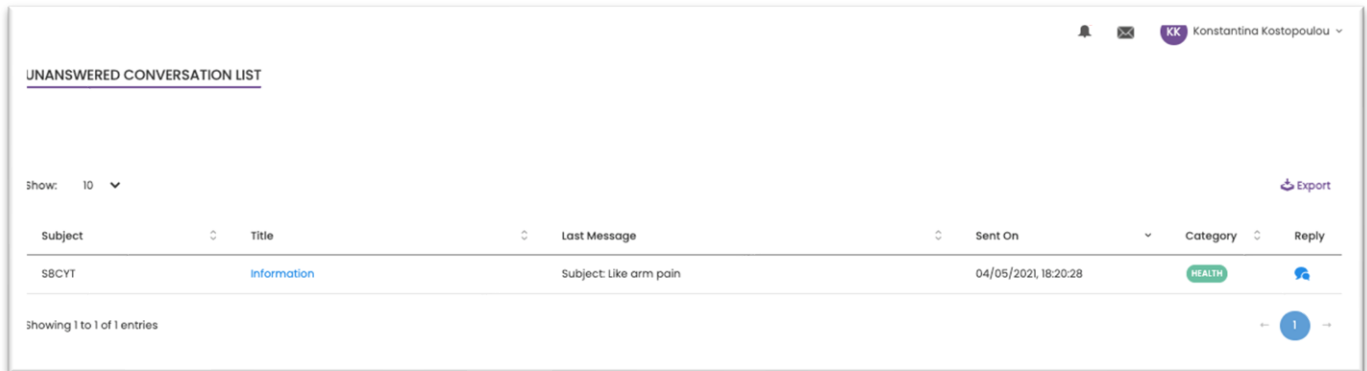 KK Konstantina Kostopoulou
UNANSWERED CONVERSATION LIST
Show: 10
Export
Subject Title Last Message Sent On Category Reply
S8CYT Information Subject: Like arm pain 04/05/2021, 18:20:28 HEALTH
Showing 1 to 1 of 1 entries
1